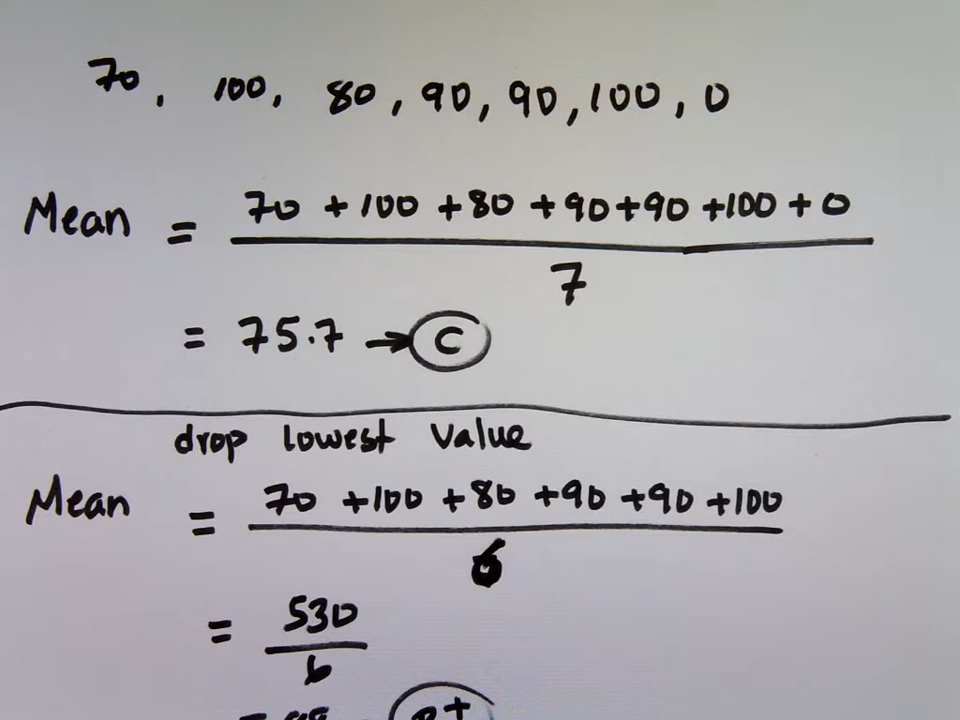 70, 100, 80, 90, 90, 100, 0
Mean = 70 + 100 + 80 + 90 + 90 + 100 + 0
7
= 75.7 → C
drop lowest value
Mean = 70 + 100 + 80 + 90 + 90 + 100
6
= 530
6
=